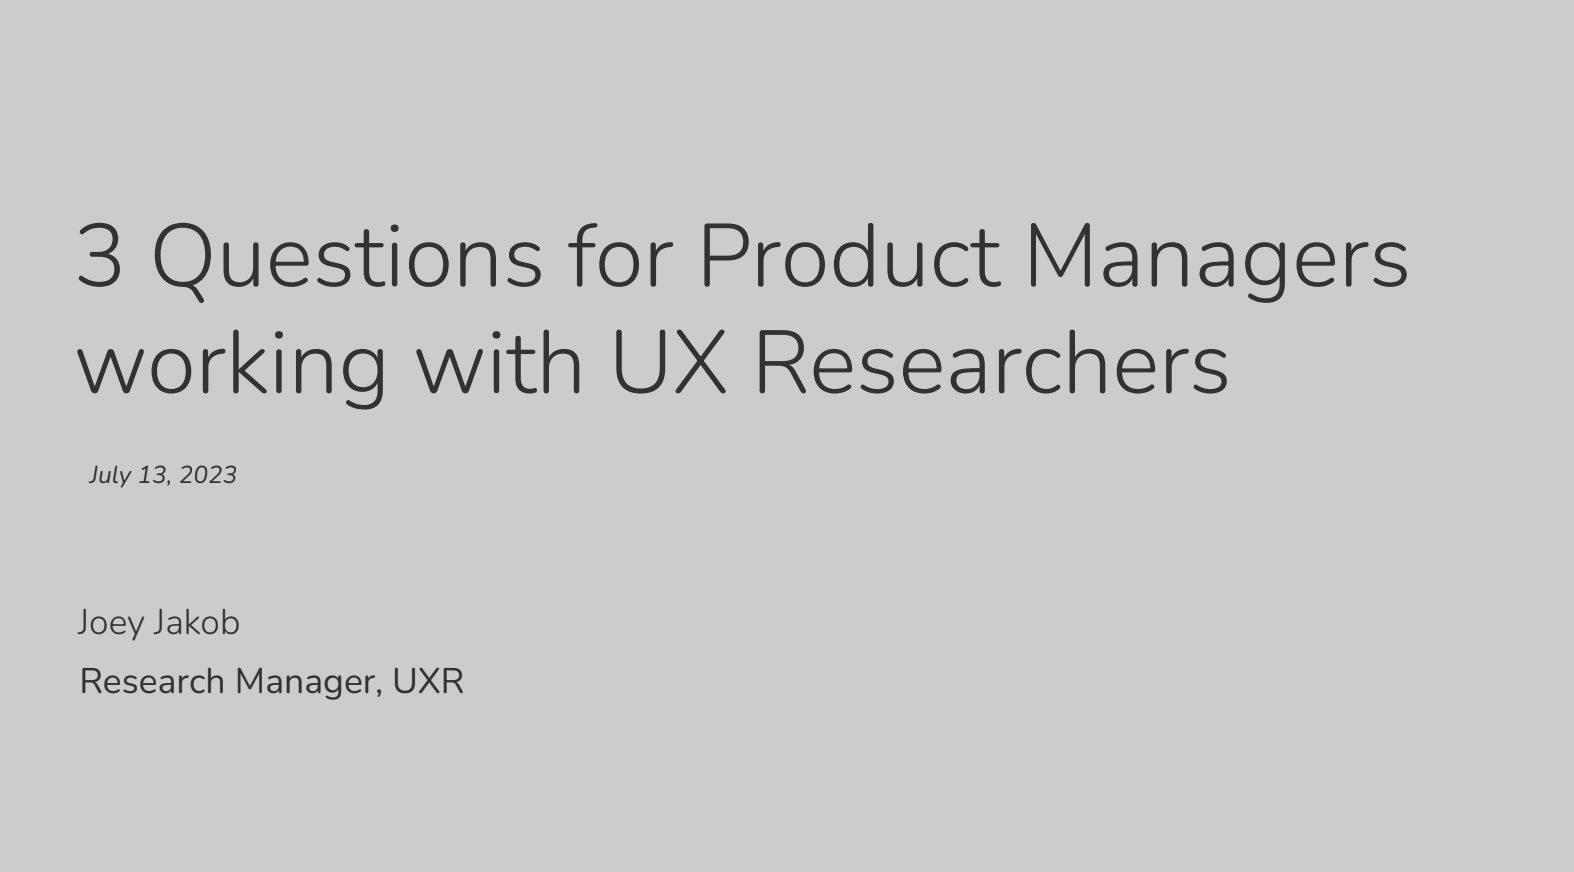 3 Questions for Product Managers
working with UX Researchers
July 13, 2023
Joey Jakob
Research Manager, UXR